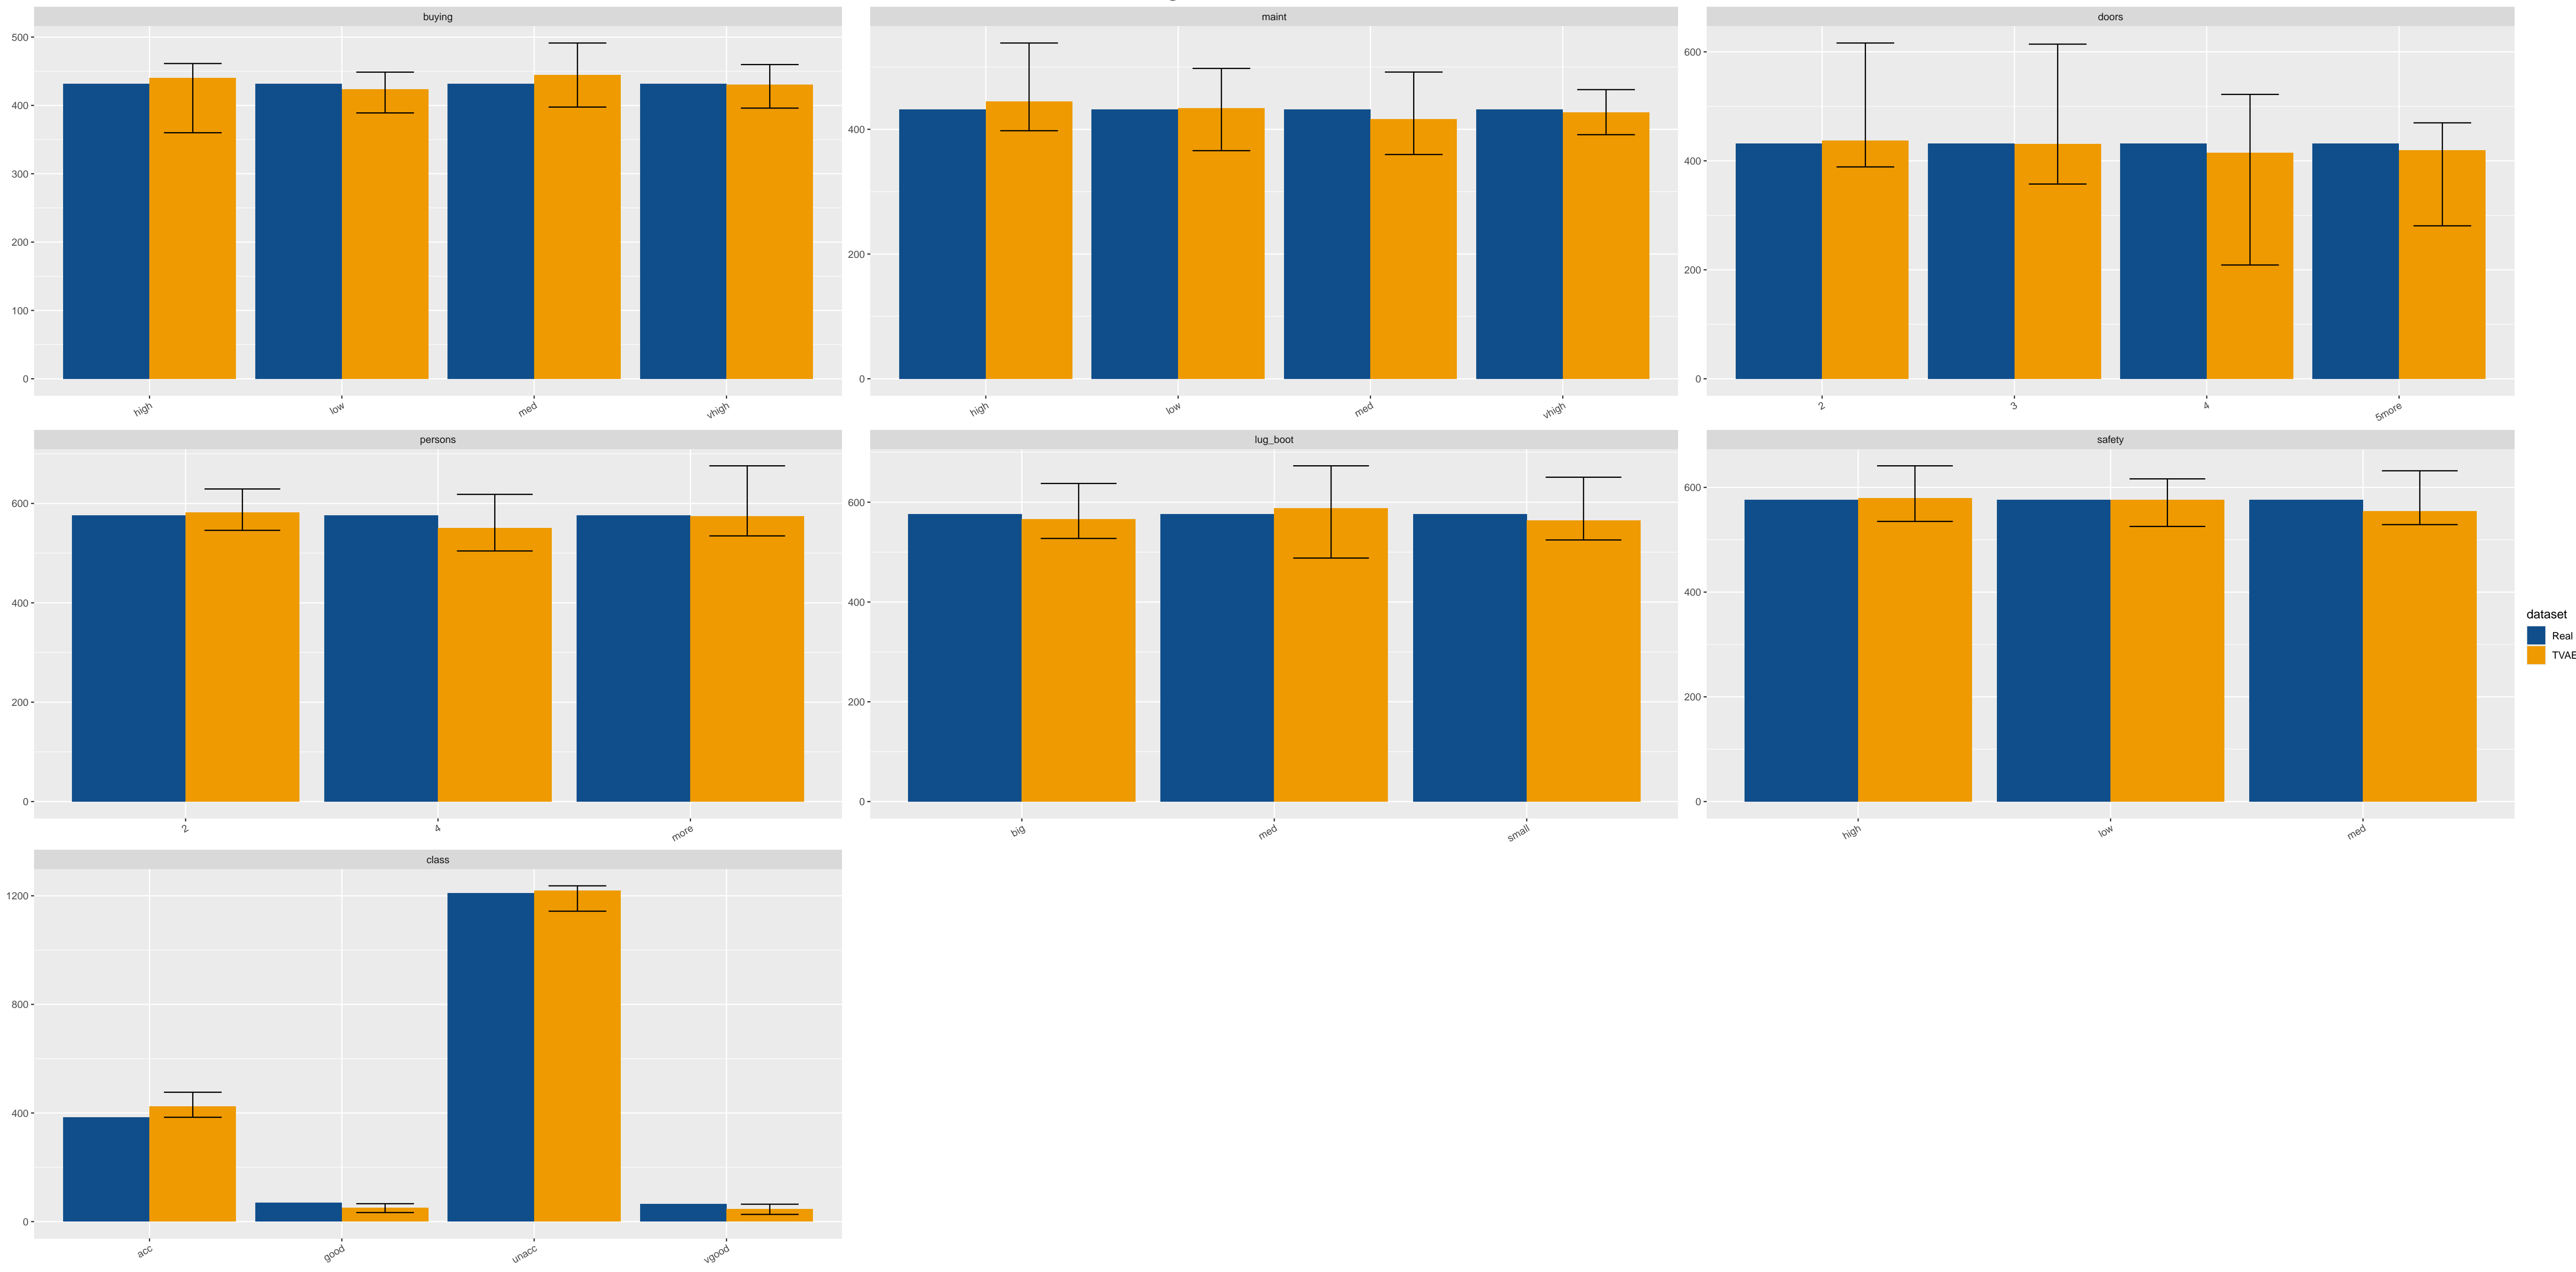 buying
maint
doors
500
400
300
200
100
0
high
low
med
vhigh
400
200
0
high
low
med
vhigh
600
400
200
0
2
3
4
5more
persons
lug_boot
safety
600
400
200
0
2
4
more
600
400
200
0
big
med
small
600
400
200
0
high
low
med
dataset
Real
TVAE
class
1200
800
400
0
acc
good
unacc
vgood